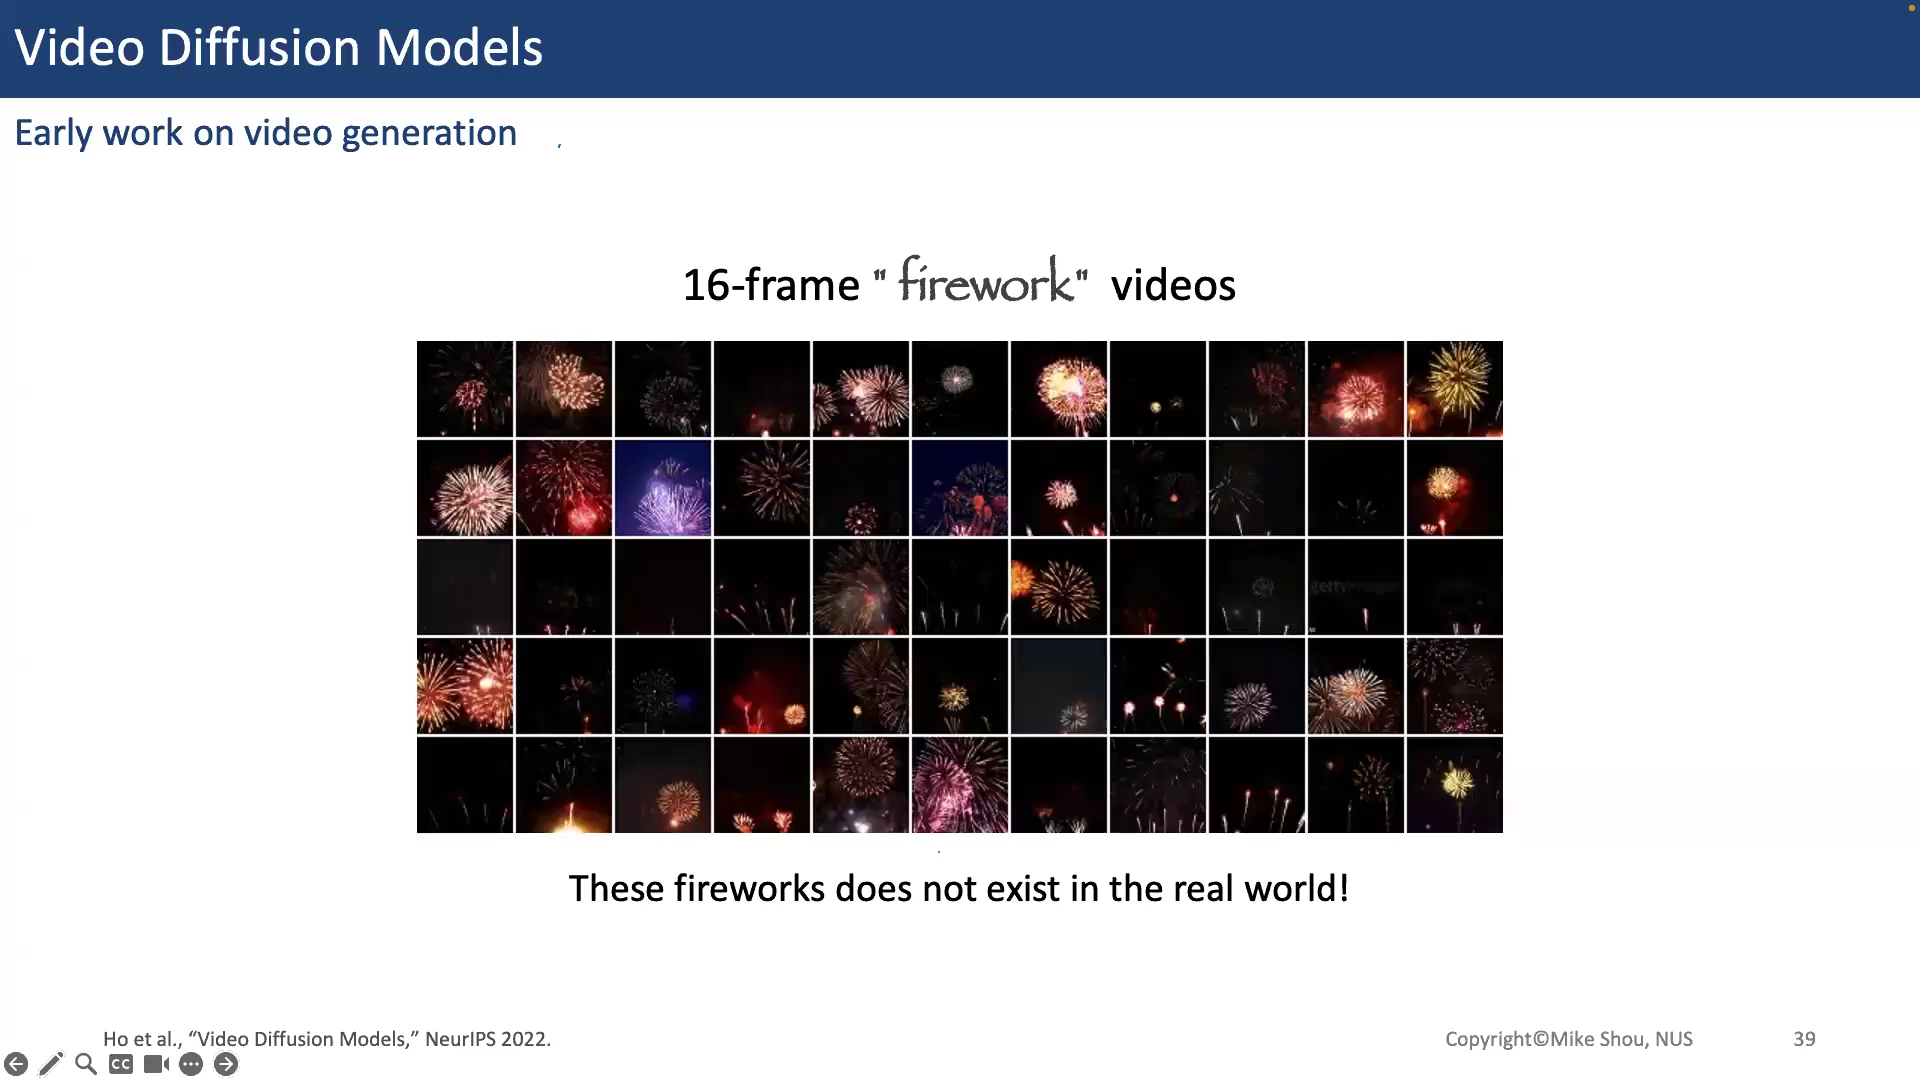 Video Diffusion Models
Early work on video generation
16-frame "firework" videos
These fireworks does not exist in the real world!
Ho et al., “Video Diffusion Models,” NeurIPS 2022.
Copyright©Mike Shou, NUS
39
CC